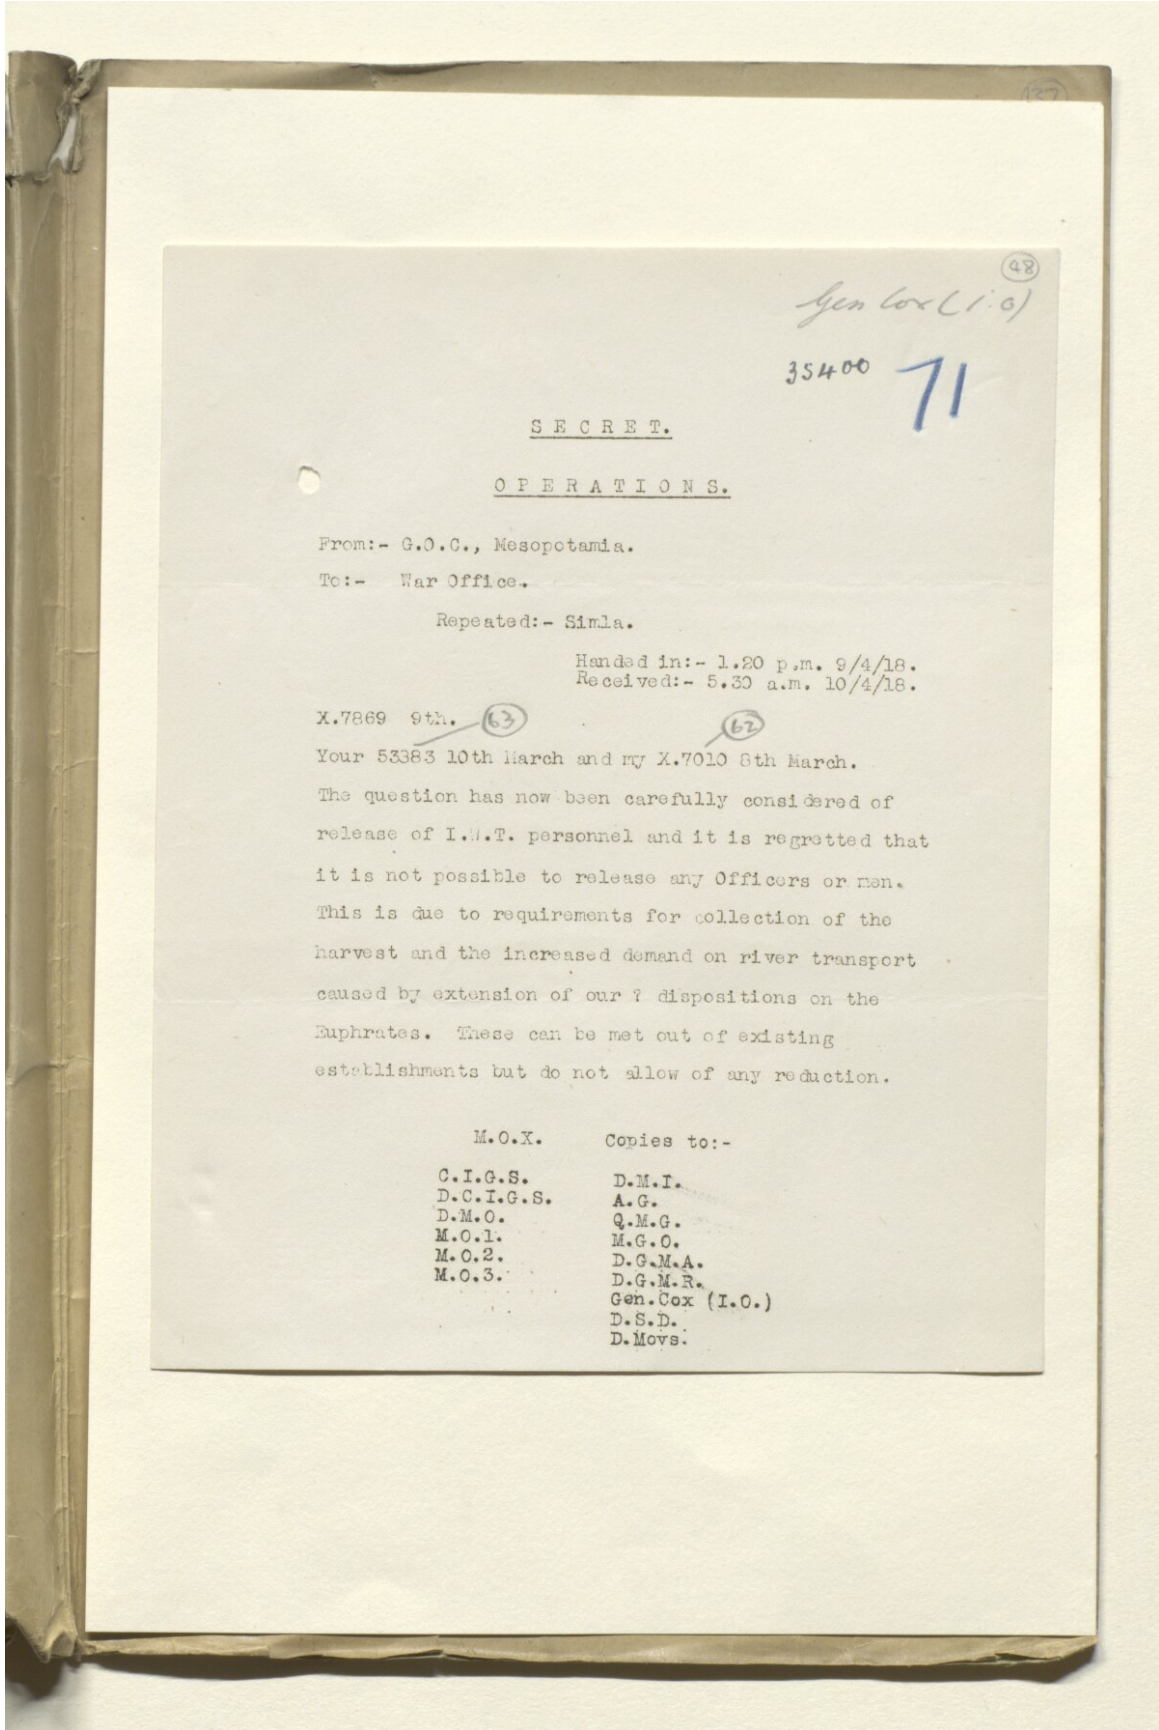 137
48
Gen Cox (I.O)
35400 71
SECRET.
OPERATIONS.
From:- G.O.C., Mesopotamia.
To:- War Office.
Repeated:- Simla.
Handed in:- 1.20 p.m. 9/4/18.
Received:- 5.30 a.m. 10/4/18.
X.7869 9th. 63 62
Your 53383 10th March and my X.7010 8th March.
The question has now been carefully considered of
release of I.W.T. personnel and it is regretted that
it is not possible to release any Officers or men.
This is due to requirements for collection of the
harvest and the increased demand on river transport
caused by extension of our ? dispositions on the
Euphrates. These can be met out of existing
establishments but do not allow of any reduction.
M.O.X. Copies to:-
C.I.G.S. D.M.I.
D.C.I.G.S. A.G.
D.M.O. Q.M.G.
M.O.1. M.G.O.
M.O.2. D.G.M.A.
M.O.3. D.G.M.R.
Gen.Cox (I.O.)
D.S.D.
D.Movs.